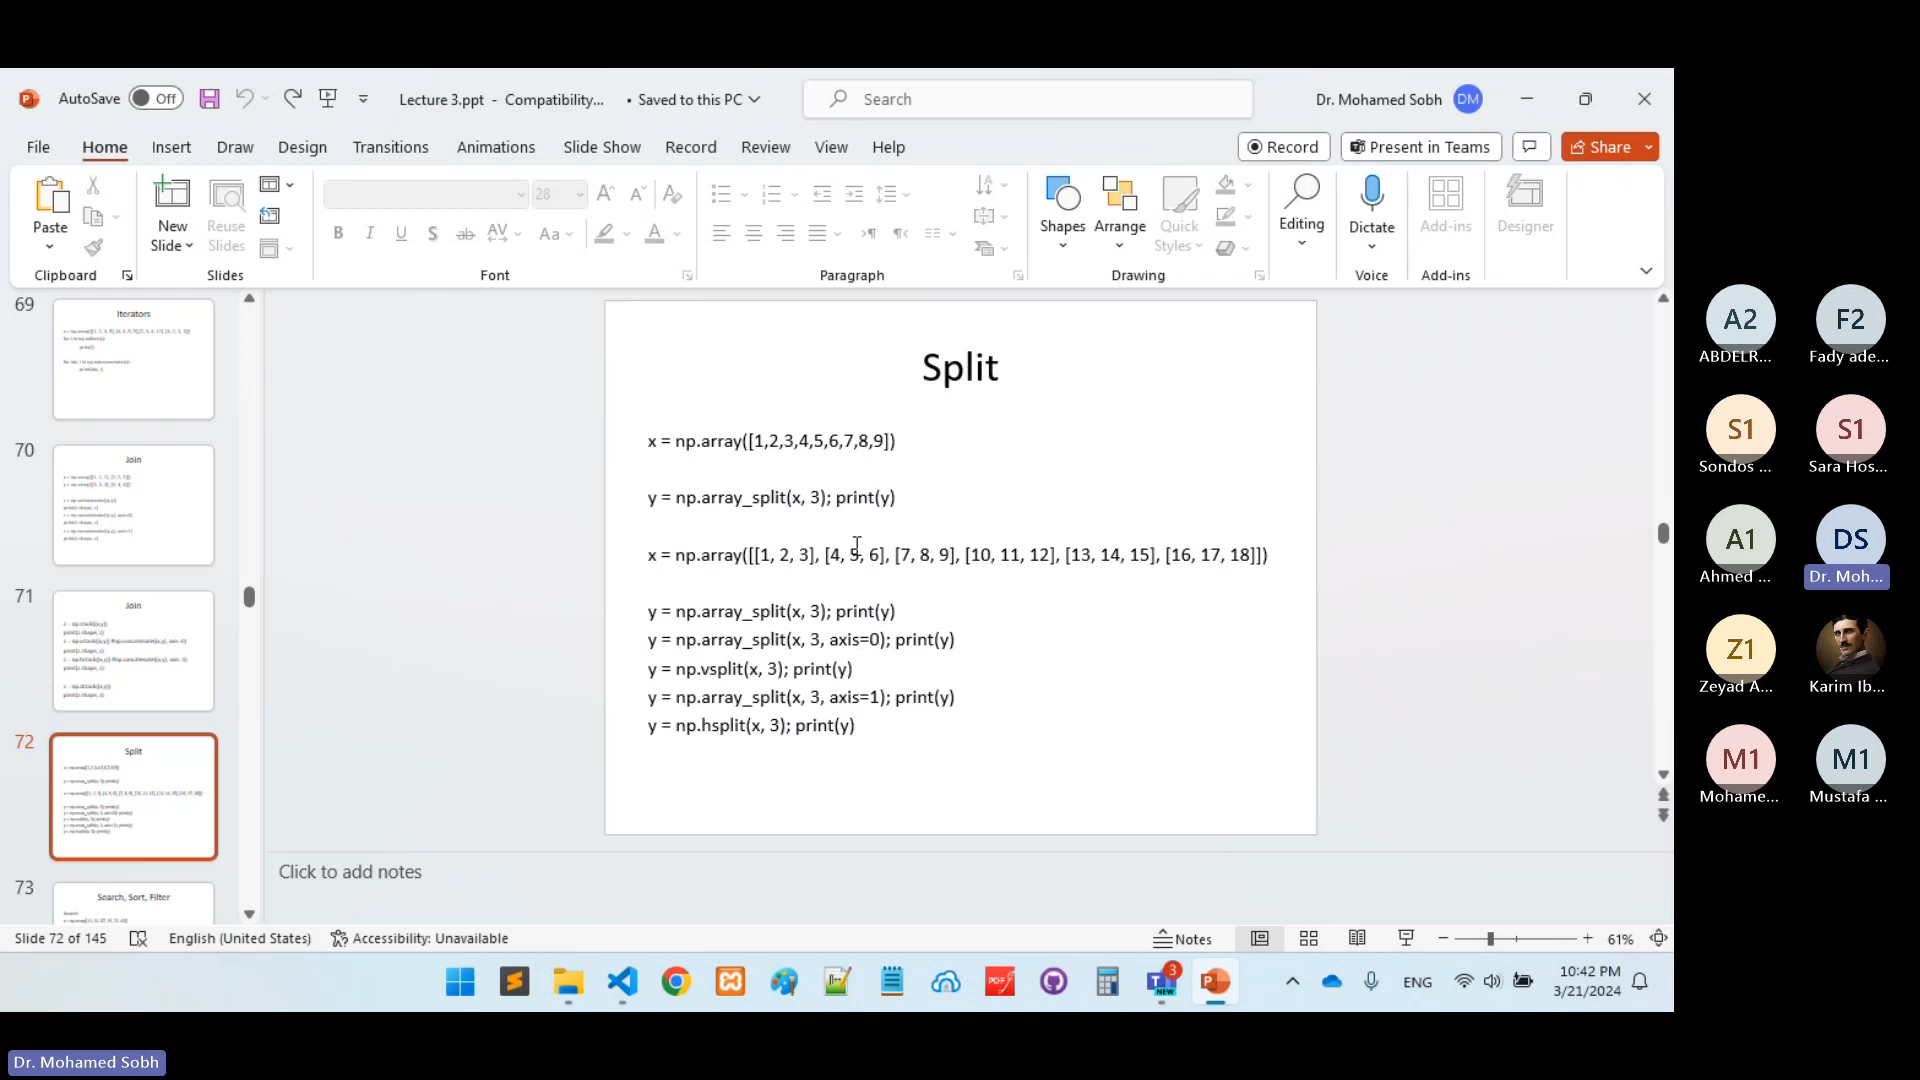 AutoSave Off
Lecture 3.ppt - Compatibility... • Saved to this PC
Search
Dr. Mohamed Sobh DM
File Home Insert Draw Design Transitions Animations Slide Show Record Review View Help
Record
Present in Teams
Share
Paste
New Slide
Reuse Slides
28
Shapes
Arrange
Quick Styles
Editing
Dictate
Add-ins
Designer
Clipboard
Slides
Font
Paragraph
Drawing
Voice
Add-ins
69
Iterators
70
Join
71
Join
72
Split
73
Search, Sort, Filter
Split
x = np.array([1,2,3,4,5,6,7,8,9])
y = np.array_split(x, 3); print(y)
x = np.array([[1, 2, 3], [4, 5, 6], [7, 8, 9], [10, 11, 12], [13, 14, 15], [16, 17, 18]])
y = np.array_split(x, 3); print(y)
y = np.array_split(x, 3, axis=0); print(y)
y = np.vsplit(x, 3); print(y)
y = np.array_split(x, 3, axis=1); print(y)
y = np.hsplit(x, 3); print(y)
Click to add notes
Slide 72 of 145
English (United States)
Accessibility: Unavailable
Notes
61%
3
NEW
ENG
10:42 PM
3/21/2024
A2
ABDELR...
F2
Fady ade...
S1
Sondos ...
S1
Sara Hos...
A1
Ahmed ...
DS
Dr. Moh...
Z1
Zeyad A...
Karim Ib...
M1
Mohame...
M1
Mustafa ...
Dr. Mohamed Sobh